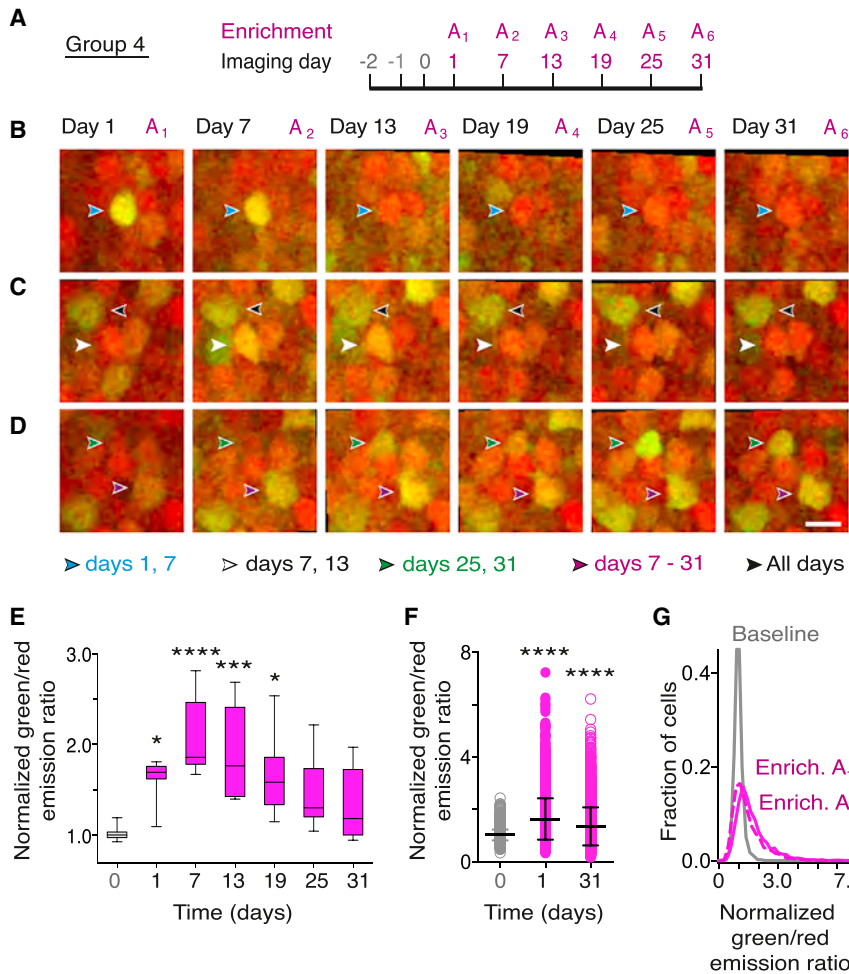 A
Group 4
Enrichment A1 A2 A3 A4 A5 A6
Imaging day -2 -1 0 1 7 13 19 25 31
B
Day 1 A1 Day 7 A2 Day 13 A3 Day 19 A4 Day 25 A5 Day 31 A6
C
D
days 1, 7 days 7, 13 days 25, 31 days 7 - 31 All days
E
Normalized green/red
emission ratio
3.0
2.0
1.0
* **** *** *
0 1 7 13 19 25 31
Time (days)
F
Normalized green/red
emission ratio
8
4
0
**** ****
0 1 31
Time (days)
G
Fraction of cells
0.4
0.2
0.0
Baseline
Enrich. A
Enrich. A
0 3.0 7.
Normalized
green/red
emission ratio